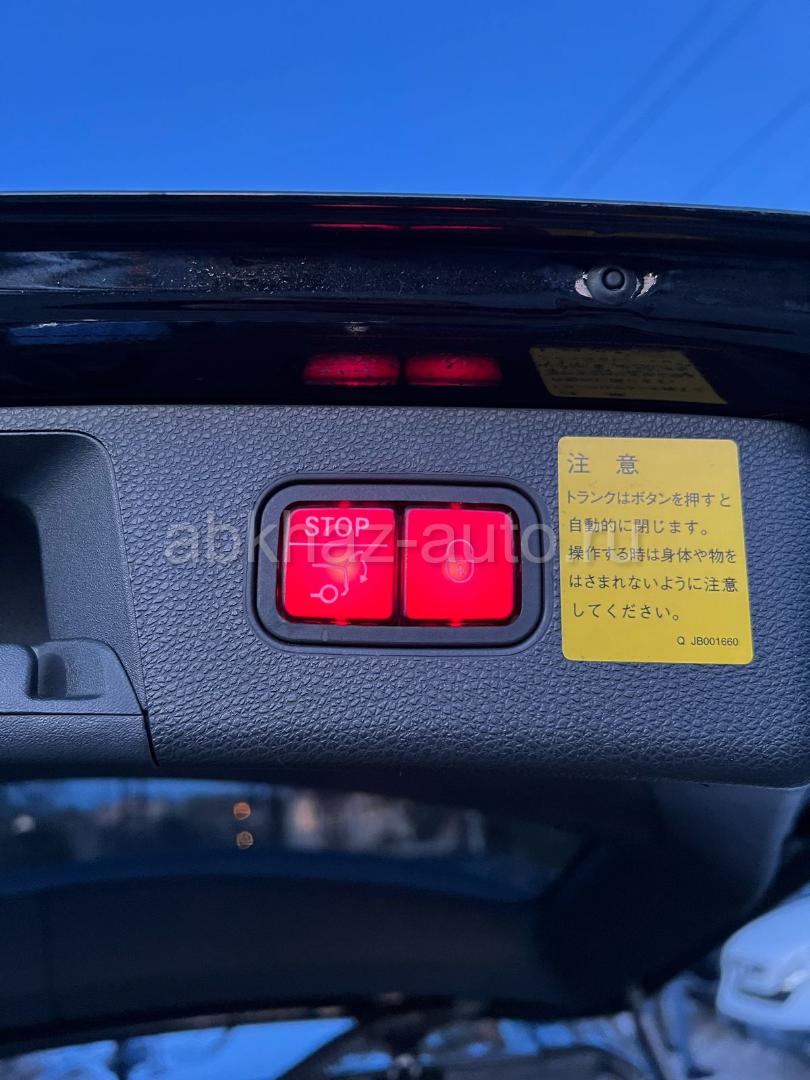 注 意
トランクはボタンを押すと
自動的に閉じます。
操作する時は身体や物を
はさまれないように注意
してください。
Q JB001660
STOP
abkhaz-auto.ru